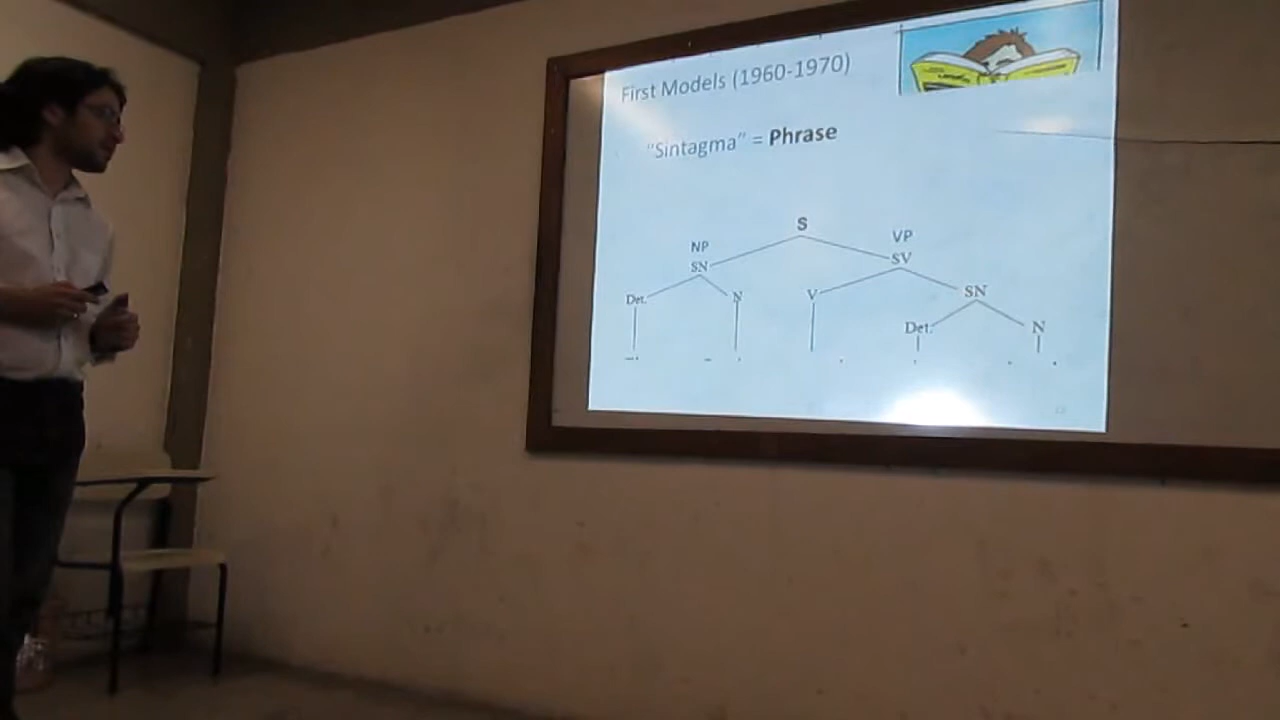 First Models (1960-1970)
"Sintagma" = Phrase
S
NP
VP
SN
SV
Det.
N
V
SN
Det.
N